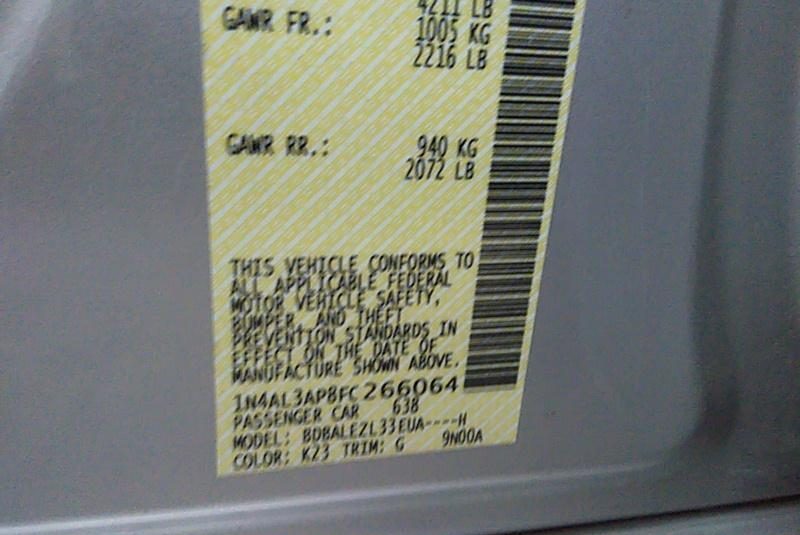 4211 LB
GAWR FR.: 1005 KG
2216 LB
GAWR RR.: 940 KG
2072 LB
THIS VEHICLE CONFORMS TO
ALL APPLICABLE FEDERAL
MOTOR VEHICLE SAFETY,
BUMPER, AND THEFT
PREVENTION STANDARDS IN
EFFECT ON THE DATE OF
MANUFACTURE SHOWN ABOVE.
1N4AL3AP8FC266064
PASSENGER CAR 638
MODEL: BDBALEZL33EUA----H
COLOR: K23 TRIM: G 9N00A